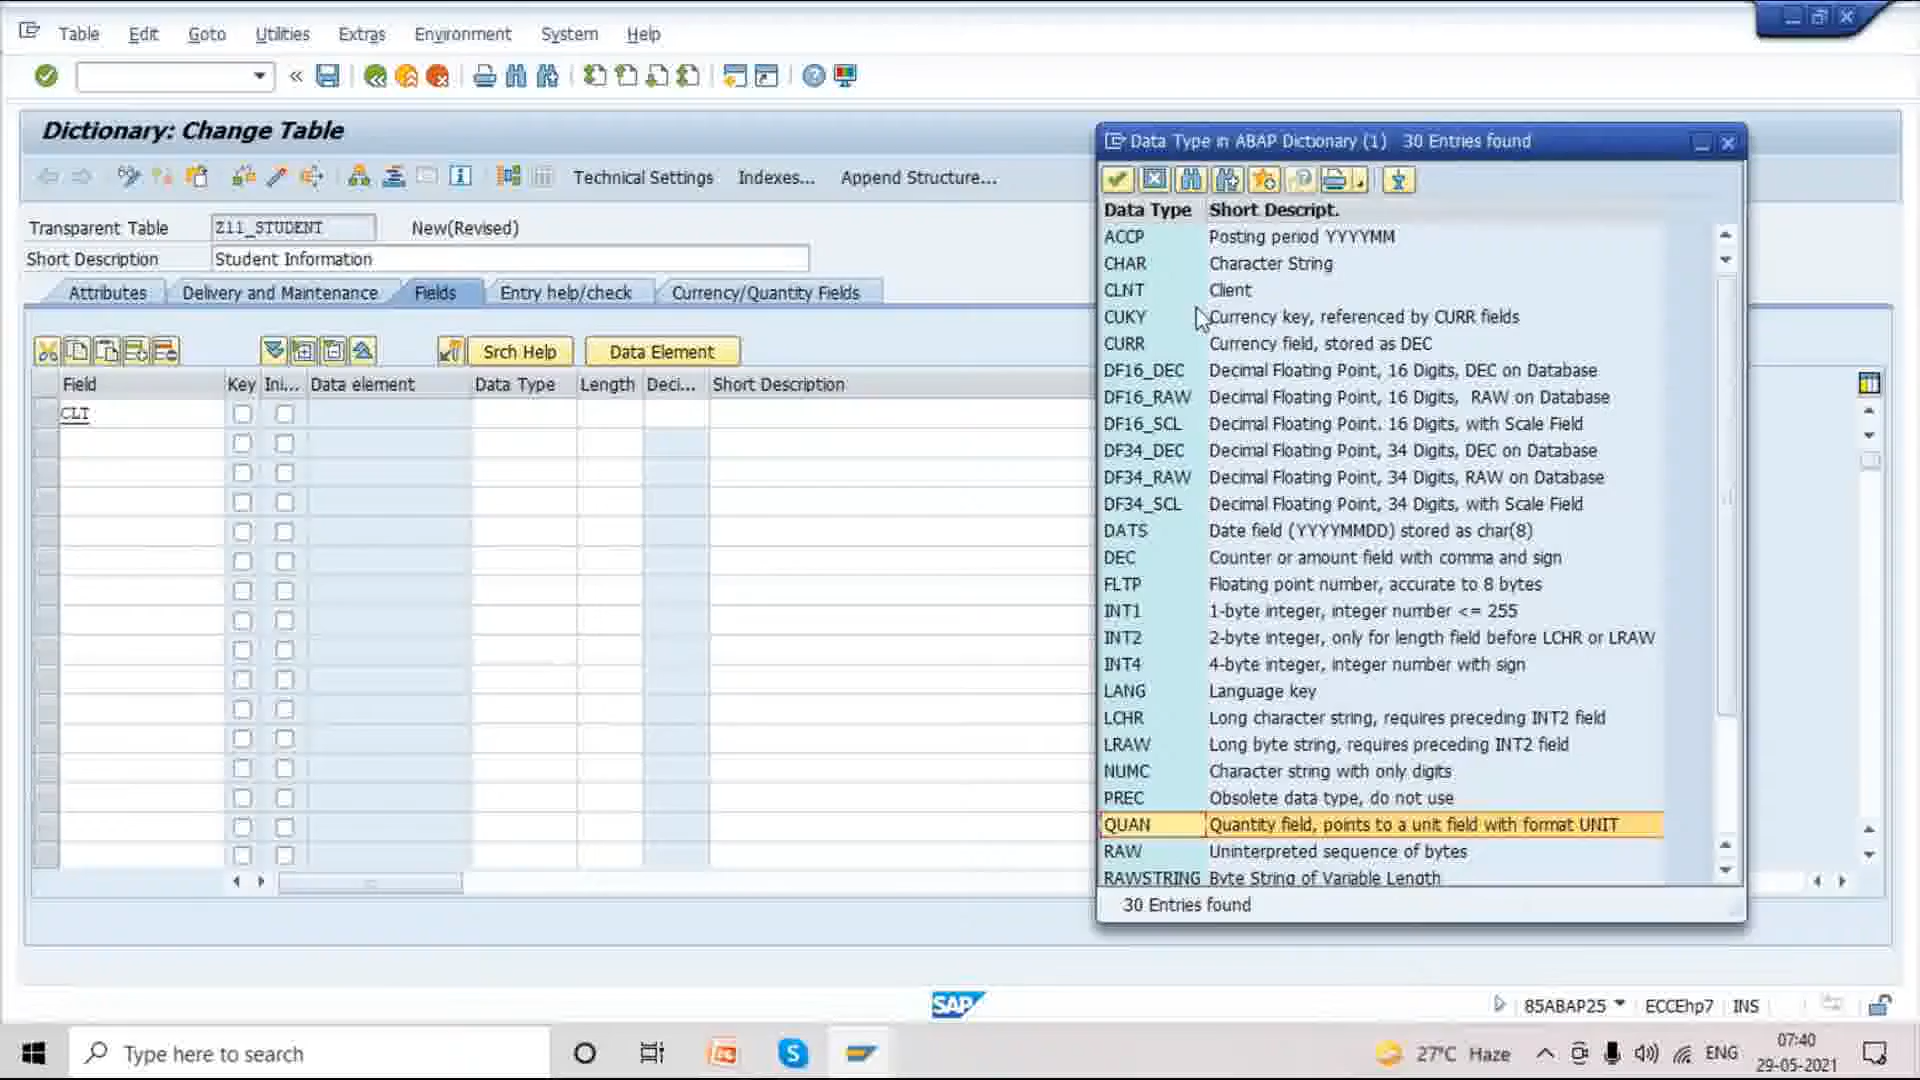 Table Edit Goto Utilities Extras Environment System Help
Dictionary: Change Table
Technical Settings Indexes... Append Structure...
Transparent Table Z11_STUDENT New(Revised)
Short Description Student Information
Attributes Delivery and Maintenance Fields Entry help/check Currency/Quantity Fields
Srch Help Data Element
Field Key Ini... Data element Data Type Length Deci... Short Description
CLT
Data Type in ABAP Dictionary (1) 30 Entries found
Data Type Short Descript.
ACCP Posting period YYYYMM
CHAR Character String
CLNT Client
CUKY Currency key, referenced by CURR fields
CURR Currency field, stored as DEC
DF16_DEC Decimal Floating Point, 16 Digits, DEC on Database
DF16_RAW Decimal Floating Point, 16 Digits, RAW on Database
DF16_SCL Decimal Floating Point. 16 Digits, with Scale Field
DF34_DEC Decimal Floating Point, 34 Digits, DEC on Database
DF34_RAW Decimal Floating Point, 34 Digits, RAW on Database
DF34_SCL Decimal Floating Point, 34 Digits, with Scale Field
DATS Date field (YYYYMMDD) stored as char(8)
DEC Counter or amount field with comma and sign
FLTP Floating point number, accurate to 8 bytes
INT1 1-byte integer, integer number <= 255
INT2 2-byte integer, only for length field before LCHR or LRAW
INT4 4-byte integer, integer number with sign
LANG Language key
LCHR Long character string, requires preceding INT2 field
LRAW Long byte string, requires preceding INT2 field
NUMC Character string with only digits
PREC Obsolete data type, do not use
QUAN Quantity field, points to a unit field with format UNIT
RAW Uninterpreted sequence of bytes
RAWSTRING Byte String of Variable Length
30 Entries found
SAP 85ABAP25 ECCEhp7 INS
Type here to search
27°C Haze ENG 07:40
29-05-2021